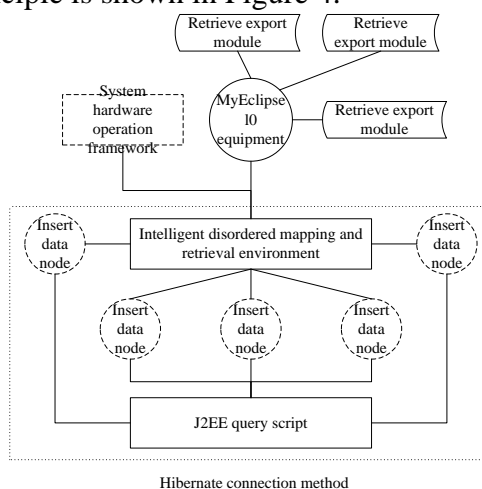 ciple is shown in Figure 4.
Retrieve export
module
Retrieve
export module
System
hardware
operation
framework
MyEclipse
l0
equipment
Retrieve export
module
Insert
data
node
Intelligent disordered mapping and
retrieval environment
Insert
data
node
Insert
data
node
Insert
data
node
Insert
data
node
J2EE query script
Hibernate connection method